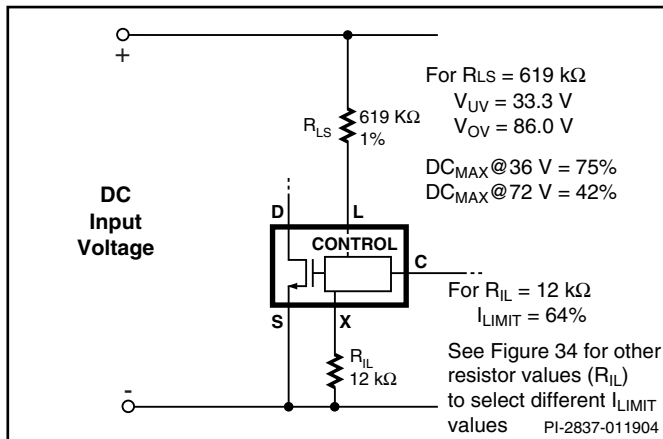 +
For RLS = 619 kΩ
VUV = 33.3 V
VOV = 86.0 V
DCMAX@36 V = 75%
DCMAX@72 V = 42%
RLS
619 KΩ
1%
DC
Input
Voltage
D
L
CONTROL
C
S
X
For RIL = 12 kΩ
ILIMIT = 64%
See Figure 34 for other
resistor values (RIL)
to select different ILIMIT
values
RIL
12 kΩ
-
PI-2837-011904